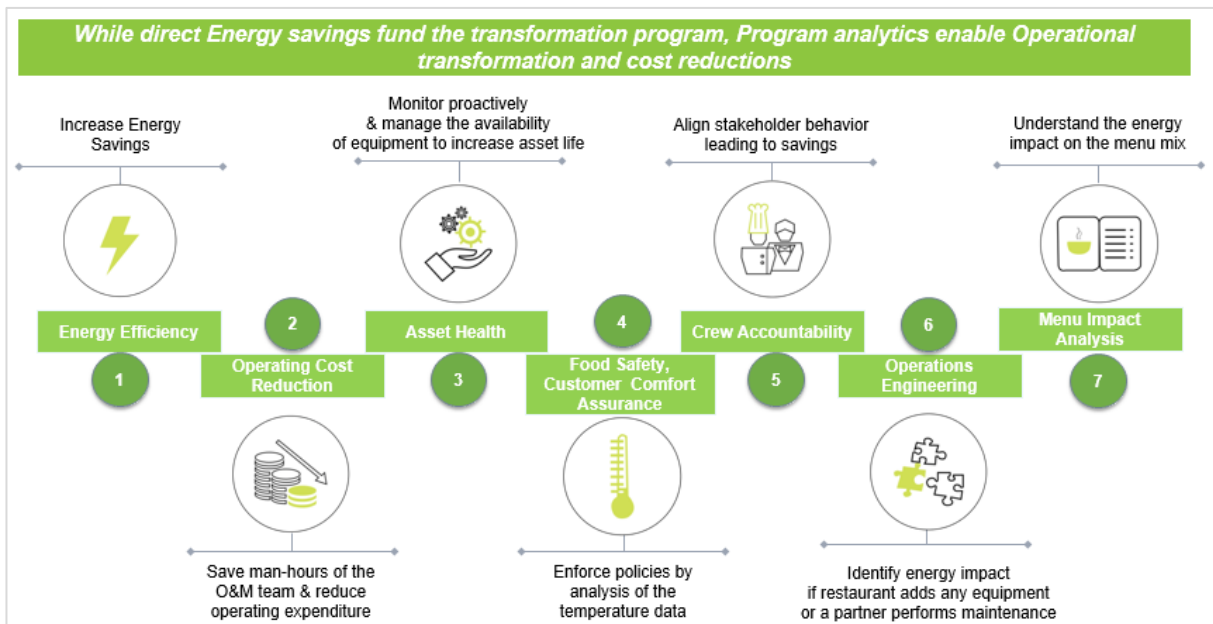 While direct Energy savings fund the transformation program, Program analytics enable Operational
transformation and cost reductions
Increase Energy
Savings
Monitor proactively
& manage the availability
of equipment to increase asset life
Align stakeholder behavior
leading to savings
Understand the energy
impact on the menu mix
Energy Efficiency
1
2
Operating Cost
Reduction
Asset Health
3
4
Food Safety,
Customer Comfort
Assurance
Crew Accountability
5
6
Operations
Engineering
Menu Impact
Analysis
7
Save man-hours of the
O&M team & reduce
operating expenditure
Enforce policies by
analysis of the
temperature data
Identify energy impact
if restaurant adds any equipment
or a partner performs maintenance